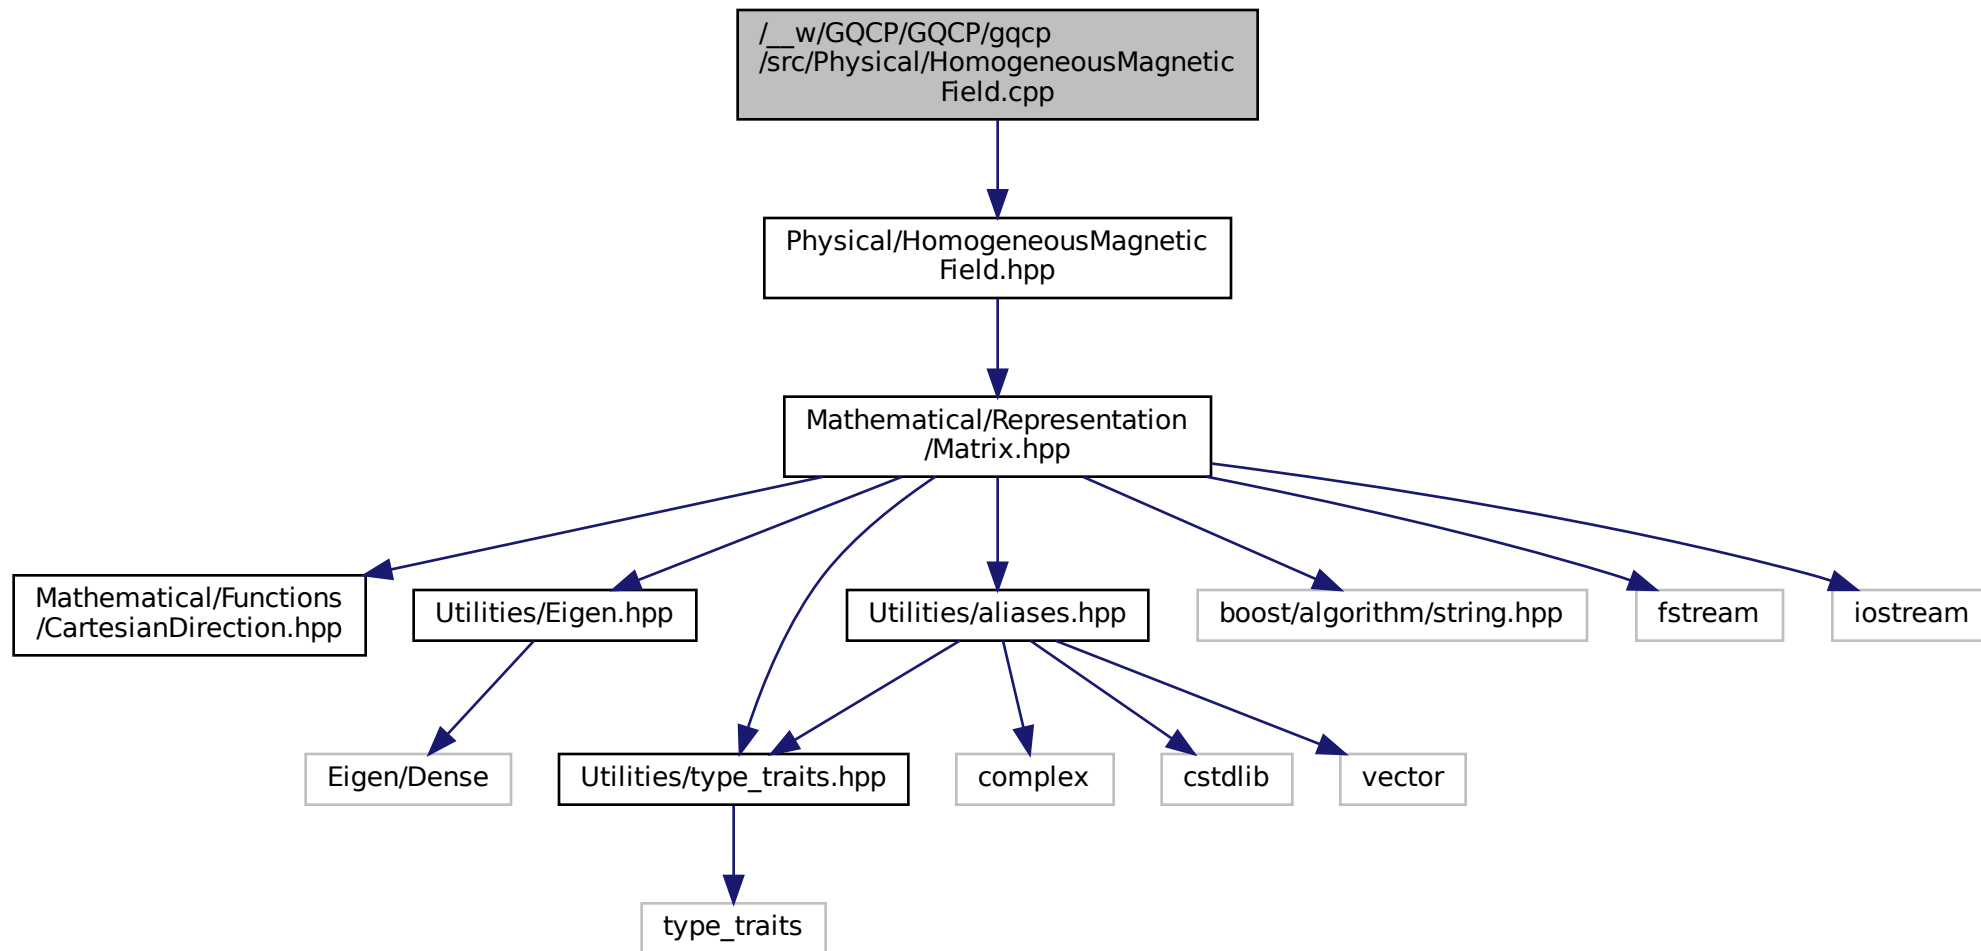 /__w/GQCP/GQCP/gqcp
/src/Physical/HomogeneousMagnetic
Field.cpp
Physical/HomogeneousMagnetic
Field.hpp
Mathematical/Representation
/Matrix.hpp
Mathematical/Functions
/CartesianDirection.hpp
Utilities/Eigen.hpp
Utilities/aliases.hpp
boost/algorithm/string.hpp
fstream
iostream
Eigen/Dense
Utilities/type_traits.hpp
complex
cstdlib
vector
type_traits